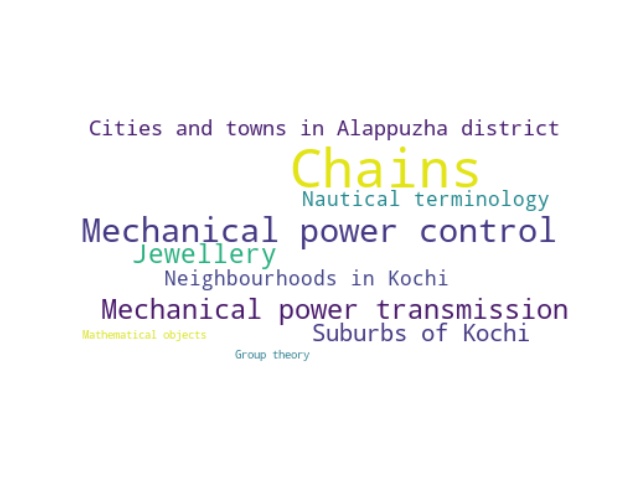 Cities and towns in Alappuzha district
Chains
Nautical terminology
Mechanical power control
Jewellery
Neighbourhoods in Kochi
Mechanical power transmission
Suburbs of Kochi
Mathematical objects
Group theory